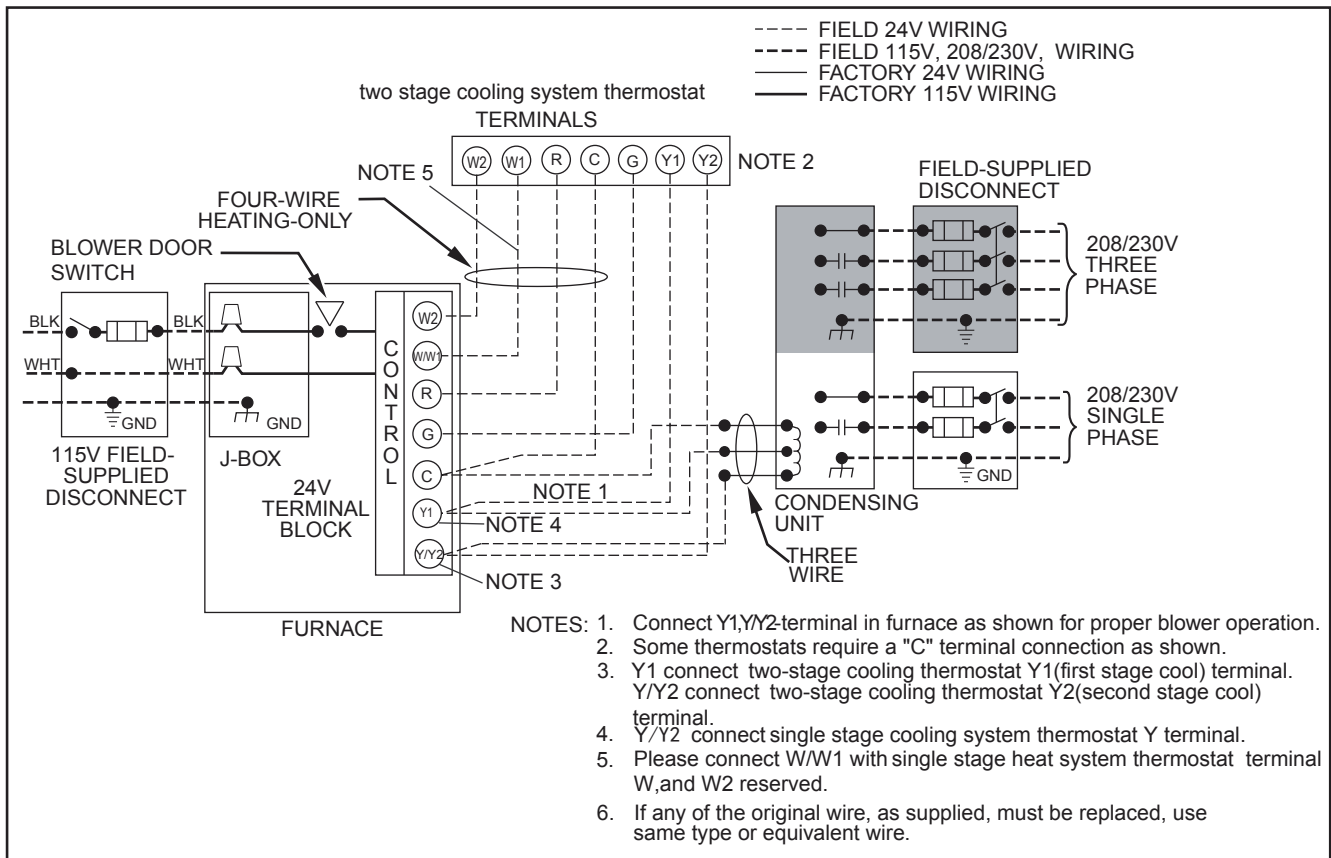 FIELD 24V WIRING
FIELD 115V, 208/230V, WIRING
FACTORY 24V WIRING
FACTORY 115V WIRING
two stage cooling system thermostat
TERMINALS
W2 W1 R C G Y1 Y2
NOTE 2
NOTE 5
FOUR-WIRE
HEATING-ONLY
BLOWER DOOR
SWITCH
FIELD-SUPPLIED
DISCONNECT
208/230V
THREE
PHASE
BLK
BLK
WHT
WHT
GND
GND
115V FIELD-
SUPPLIED
DISCONNECT
J-BOX
24V
TERMINAL
BLOCK
CONTROL
W2
W/W1
R
G
C
Y1
Y/Y2
NOTE 1
NOTE 4
NOTE 3
FURNACE
208/230V
SINGLE
PHASE
GND
CONDENSING
UNIT
THREE
WIRE
NOTES: 1. Connect Y1,Y/Y2-terminal in furnace as shown for proper blower operation.
2. Some thermostats require a "C" terminal connection as shown.
3. Y1 connect two-stage cooling thermostat Y1(first stage cool) terminal.
Y/Y2 connect two-stage cooling thermostat Y2(second stage cool)
terminal.
4. Y/Y2 connect single stage cooling system thermostat Y terminal.
5. Please connect W/W1 with single stage heat system thermostat terminal
W,and W2 reserved.
6. If any of the original wire, as supplied, must be replaced, use
same type or equivalent wire.